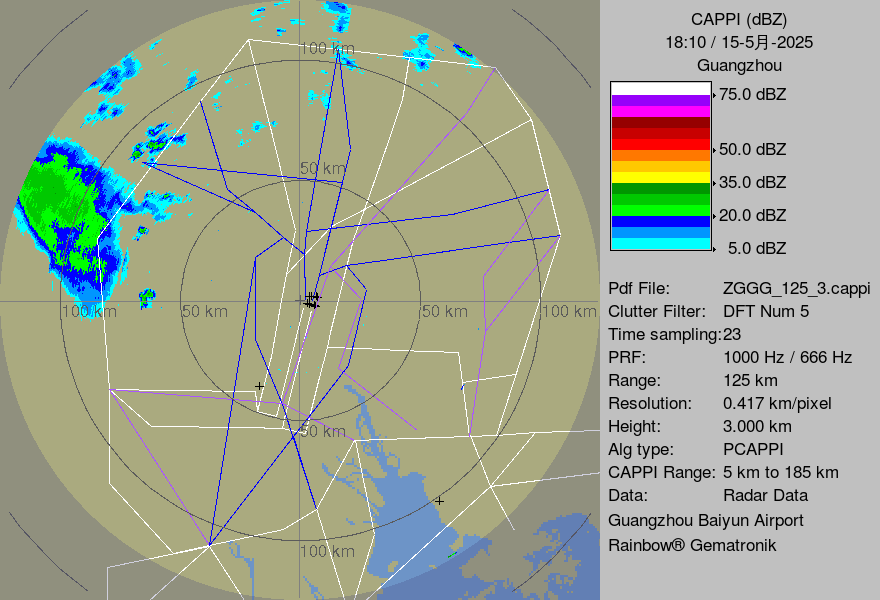 CAPPI (dBZ)
18:10 / 15-5月-2025
Guangzhou
75.0 dBZ
50.0 dBZ
35.0 dBZ
20.0 dBZ
5.0 dBZ
Pdf File: ZGGG_125_3.cappi
Clutter Filter: DFT Num 5
Time sampling:23
PRF: 1000 Hz / 666 Hz
Range: 125 km
Resolution: 0.417 km/pixel
Height: 3.000 km
Alg type: PCAPPI
CAPPI Range: 5 km to 185 km
Data: Radar Data
Guangzhou Baiyun Airport
Rainbow® Gematronik
100 km
50 km
100 km
50 km
50 km
100 km
50 km
100 km